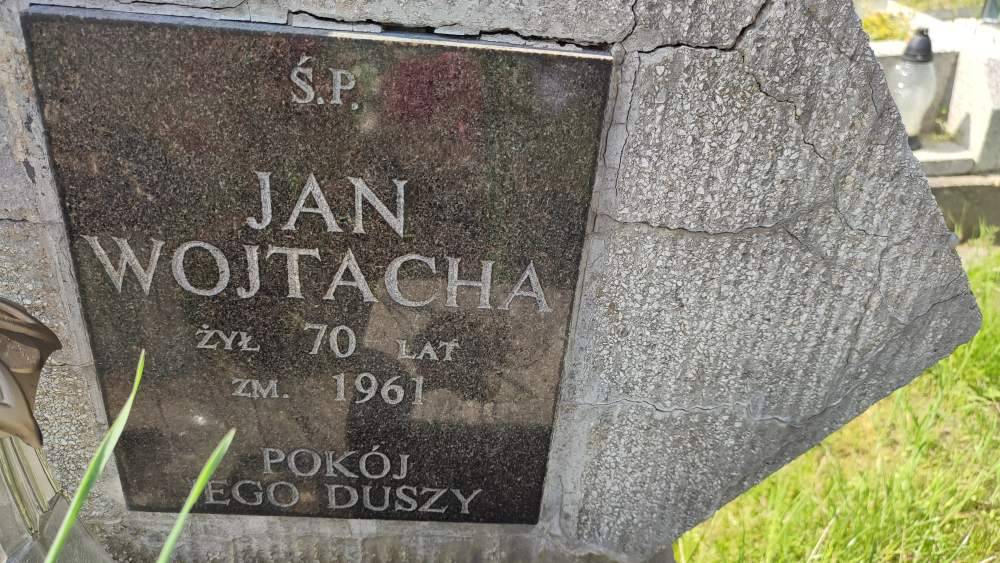 Ś.P.
JAN
WOJTACHA
ŻYŁ 70 LAT
ZM. 1961
POKÓJ
JEGO DUSZY